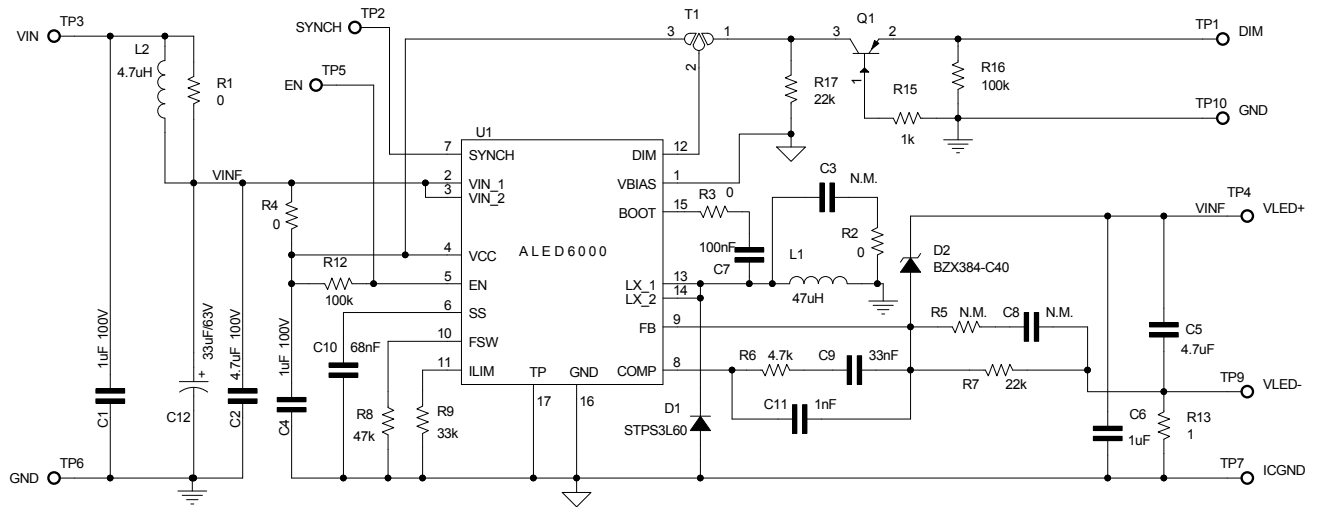 TP3
VIN
L2
4.7uH
R1
0
TP2
SYNCH
TP5
EN
T1
3
1
2
Q1
3
2
1
R17
22k
R15
1k
R16
100k
TP1
DIM
TP10
GND
U1
ALED6000
7
SYNCH
2
VIN_1
3
VIN_2
4
VCC
5
EN
6
SS
10
FSW
11
ILIM
TP
17
GND
16
DIM
12
VBIAS
1
BOOT
15
LX_1
13
LX_2
14
FB
9
COMP
8
VINF
R4
0
R12
100k
1uF 100V
C1
33uF/63V
+
C12
4.7uF 100V
C2
1uF 100V
C4
C10
68nF
R8
47k
R9
33k
R3
0
100nF
C7
C3
N.M.
R2
0
L1
47uH
D2
BZX384-C40
R5
N.M.
C8
N.M.
R6
4.7k
C9
33nF
C11
1nF
R7
22k
D1
STPS3L60
VINF
TP4
VLED+
C5
4.7uF
TP9
VLED-
C6
1uF
R13
1
TP7
ICGND
TP6
GND